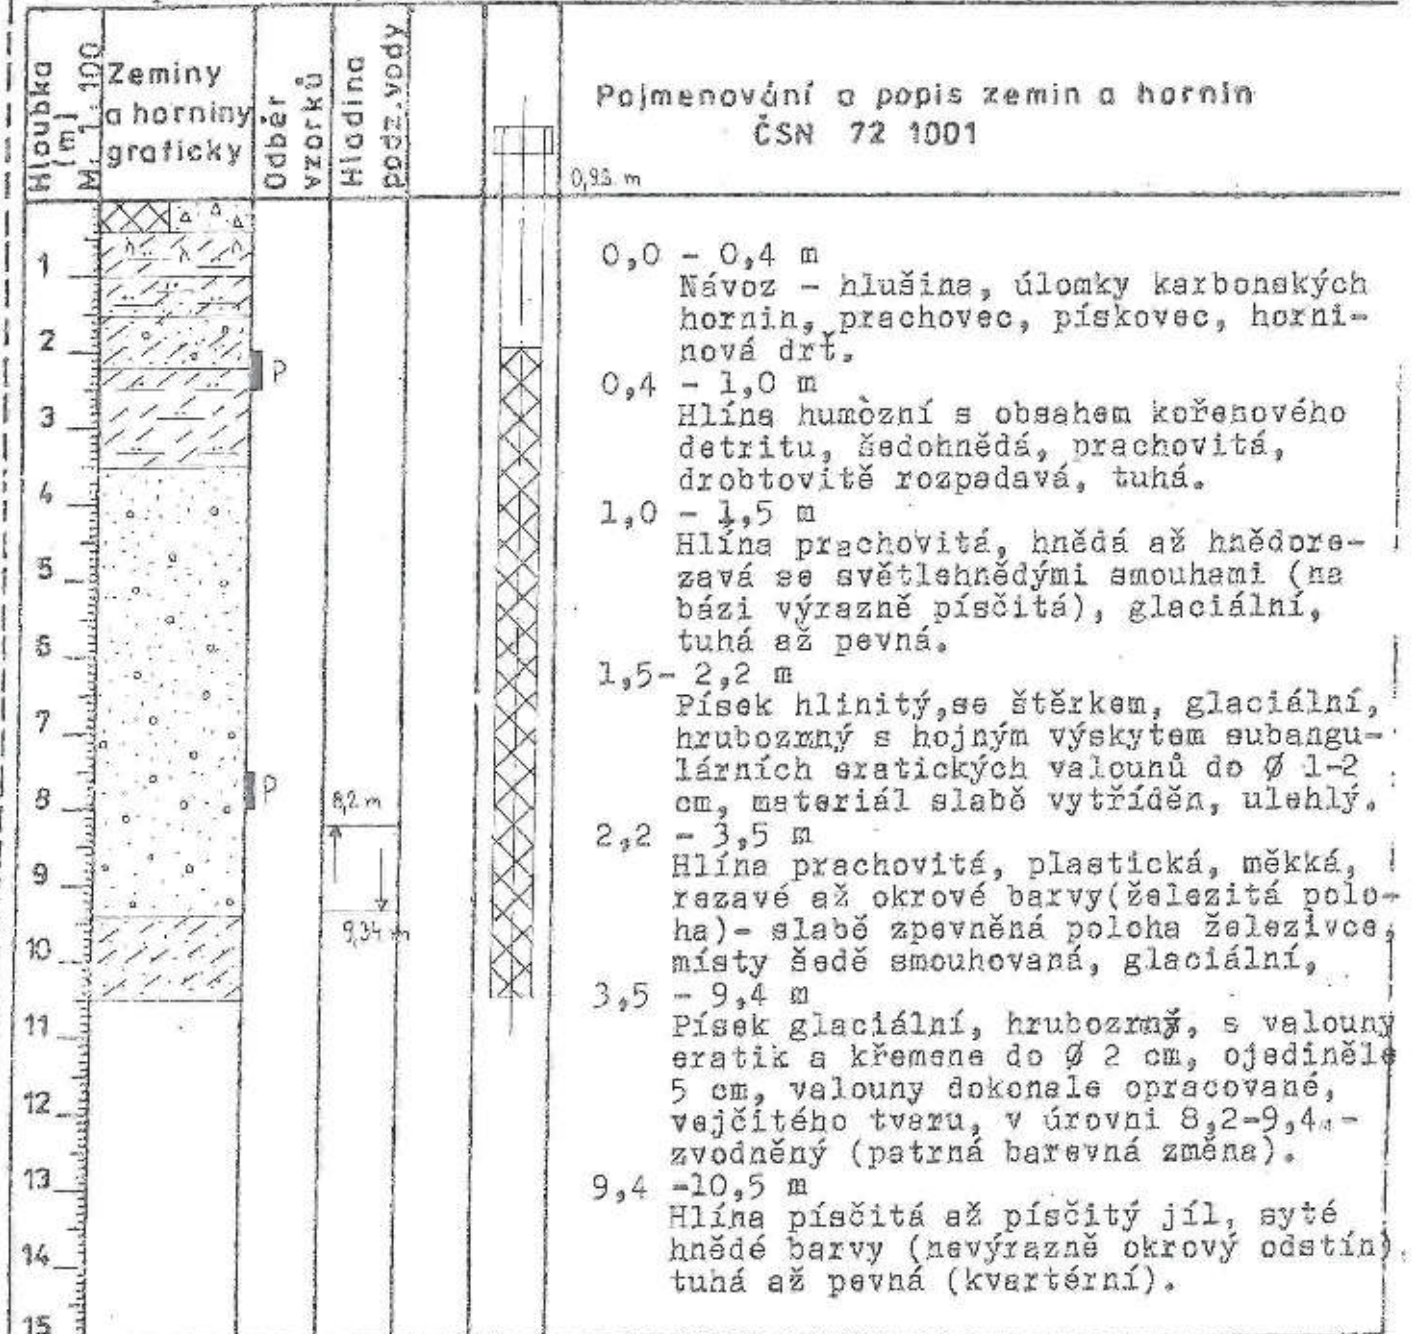 Hloubka
(m)
M 1: 100
Zeminy
a horniny
graficky
Odběr
vzorků
Hladina
podz. vody
Pojmenování a popis zemin a hornin
ČSN 72 1001
0,93 m
0,0 - 0,4 m
Návoz - hlušina, úlomky karbonských
hornin, prachovec, pískovec, horni-
nová drť.
0,4 - 1,0 m
Hlína humózní s obsahem kořenového
detritu, šedohnědá, prachovitá,
drobtovitě rozpadavá, tuhá.
1,0 - 1,5 m
Hlína prachovitá, hnědá až hnědore-
zavá se světlehnědými smouhami (na
bázi výrazně písčitá), glaciální,
tuhá až pevná.
1,5- 2,2 m
Písek hlinitý,se štěrkem, glaciální,
hrubozrný s hojným výskytem subangu-
lárních eratických valounů do Ø 1-2
cm, materiál slabě vytříděn, ulehlý.
2,2 - 3,5 m
Hlína prachovitá, plastická, měkká,
rezavé až okrové barvy(železitá polo-
ha)- slabě zpevněná poloha železivce,
místy šedě smouhovaná, glaciální,
3,5 - 9,4 m
Písek glaciální, hrubozrný, s valouny
eratik a křemene do Ø 2 cm, ojediněle
5 cm, valouny dokonale opracované,
vejčitého tvaru, v úrovni 8,2-9,4 -
zvodněný (patrná barevná změna).
9,4 -10,5 m
Hlína písčitá až písčitý jíl, syté
hnědé barvy (nevýrazně okrový odstín),
tuhá až pevná (kvartérní).
1
2
P
3
4
5
6
7
8
P
8,2 m
9
9,34 m
10
11
12
13
14
15